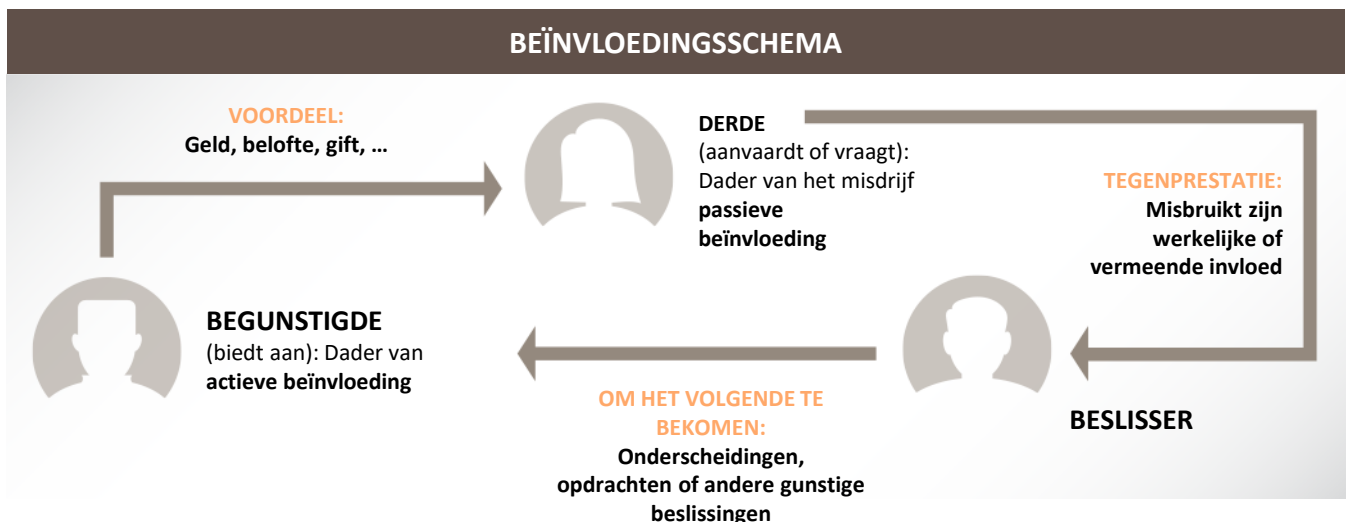 BEÏNVLOEDINGSSCHEMA
VOORDEEL:
Geld, belofte, gift, …
DERDE
(aanvaardt of vraagt):
Dader van het misdrijf
passieve
beïnvloeding
TEGENPRESTATIE:
Misbruikt zijn
werkelijke of
vermeende invloed
BEGUNSTIGDE
(biedt aan): Dader van
actieve beïnvloeding
OM HET VOLGENDE TE
BEKOMEN:
Onderscheidingen,
opdrachten of andere gunstige
beslissingen
BESLISSER